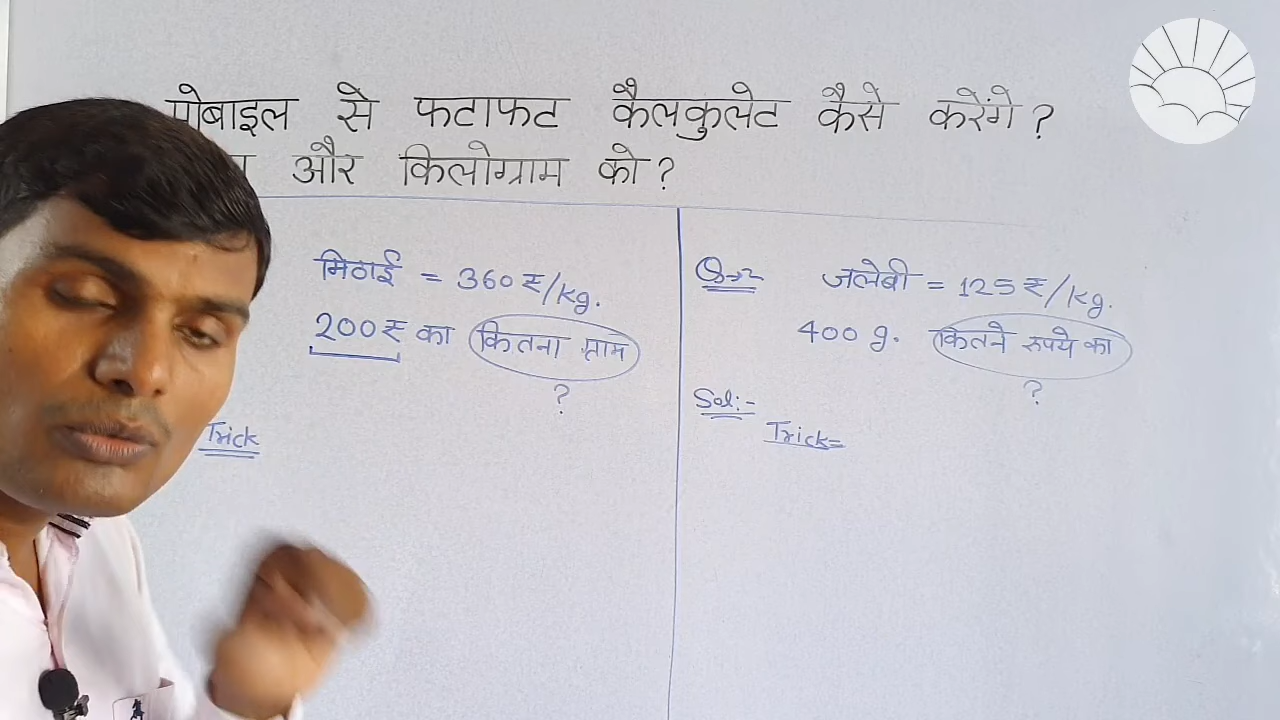 से फटाफट कैलकुलेट कैसे करेंगे ?
और किलोग्राम को ?
मिठाई = 360₹/kg.
200₹ का कितना ग्राम
?
Trick
Q→2 जलेबी = 125₹/kg.
400 g. कितने रुपये का
?
Sol:-
Trick=